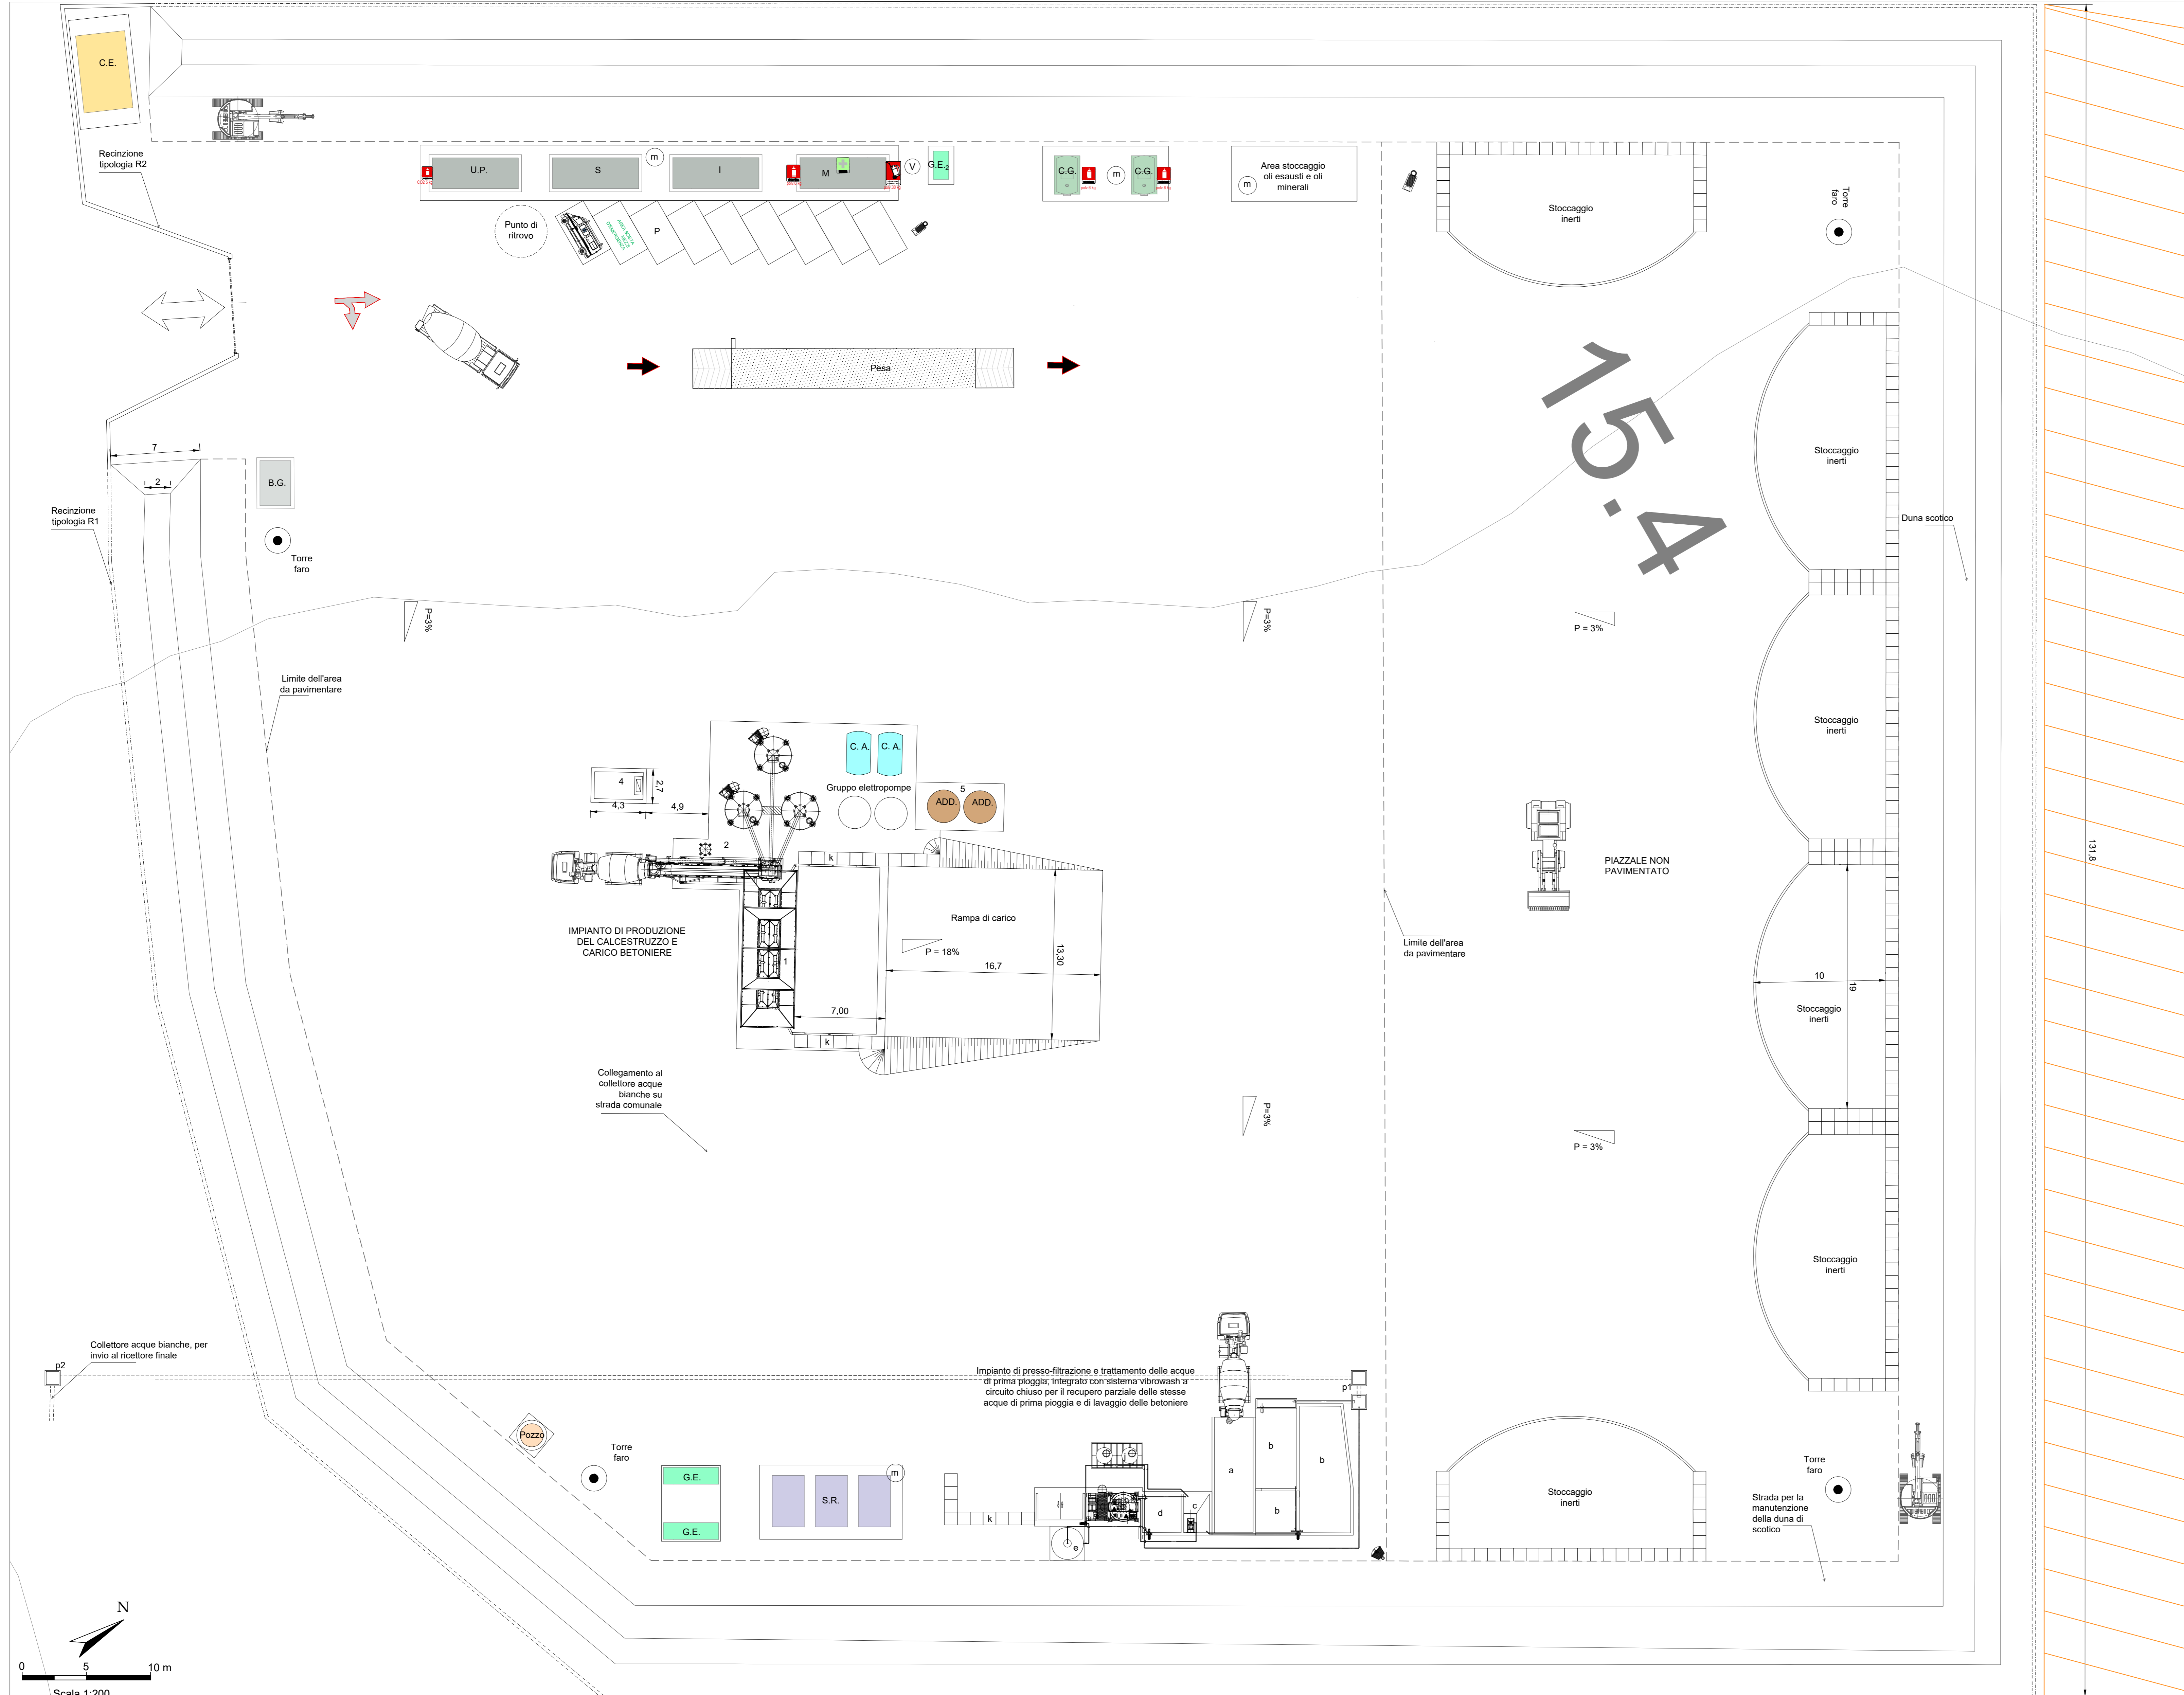 C.E.
Recinzione
tipologia R2
U.P.
S
m
I
M
V
G.E.2
C.G.
m
C.G.
m
Area stoccaggio
oli esausti e oli
minerali
Stoccaggio
inerti
Torre
faro
Punto di
ritrovo
AREA SOSTA
MEZZI
D'EMERGENZA
P
Pesa
15.4
7
2
B.G.
Recinzione
tipologia R1
Torre
faro
Stoccaggio
inerti
Duna scotico
P=3%
P=3%
P = 3%
Limite dell'area
da pavimentare
C. A.
C. A.
Gruppo elettropompe
5
ADD.
ADD.
4
2,7
4,3
4,9
2
k
Stoccaggio
inerti
131,8
PIAZZALE NON
PAVIMENTATO
IMPIANTO DI PRODUZIONE
DEL CALCESTRUZZO E
CARICO BETONIERE
1
Rampa di carico
P = 18%
13,30
16,7
7,00
k
Limite dell'area
da pavimentare
10
19
Stoccaggio
inerti
Collegamento al
collettore acque
bianche su
strada comunale
P=3%
P = 3%
Stoccaggio
inerti
Collettore acque bianche, per
invio al ricettore finale
p2
Impianto di presso-filtrazione e trattamento delle acque
di prima pioggia, integrato con sistema vibrowash a
circuito chiuso per il recupero parziale delle stesse
acque di prima pioggia e di lavaggio delle betoniere
p1
Pozzo
Torre
faro
G.E.
G.E.
S.R.
m
k
e
d
c
a
b
b
b
Stoccaggio
inerti
Torre
faro
Strada per la
manutenzione
della duna di
scotico
N
0 5 10 m
Scala 1:200